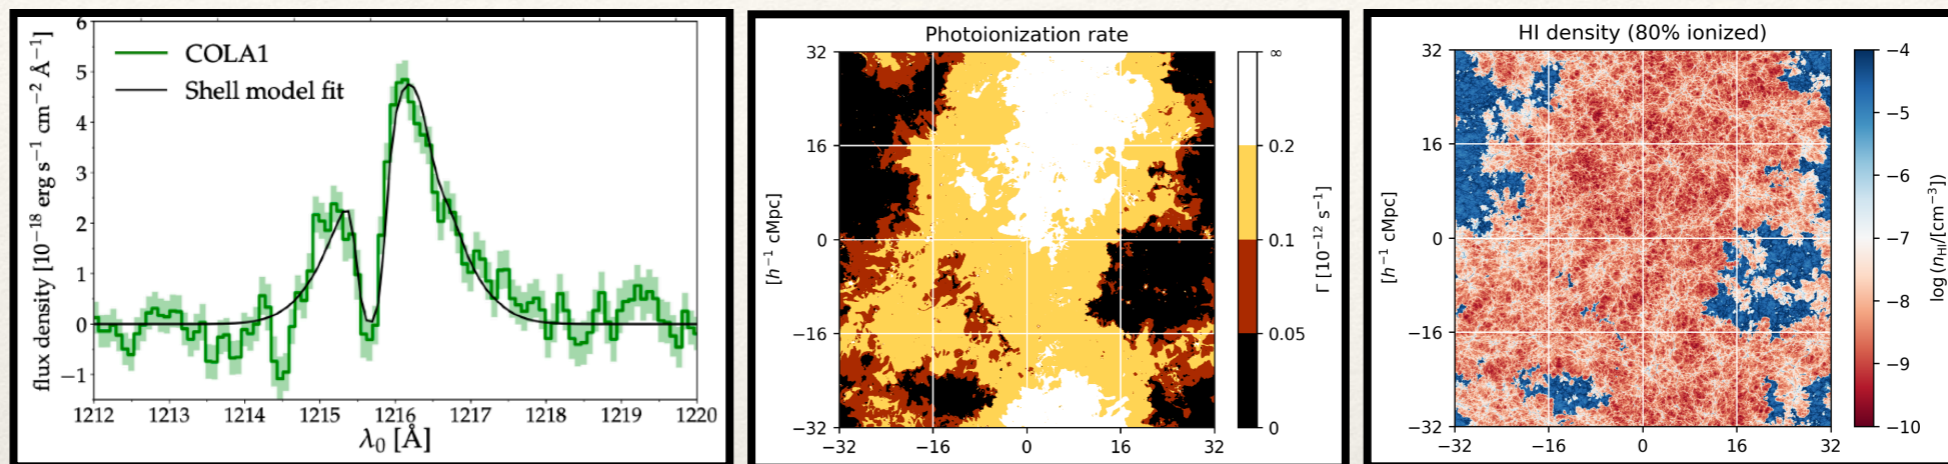 6
5
4
3
2
1
0
−1
flux density [10⁻¹⁸ erg s⁻¹ cm⁻² Å⁻¹]
COLA1
Shell model fit
1212 1213 1214 1215 1216 1217 1218 1219 1220
λ₀ [Å]
Photoionization rate
32
16
0
−16
−32
[h⁻¹ cMpc]
−32 −16 0 16 32
∞
0.2
0.1
0.05
0
Γ [10⁻¹² s⁻¹]
HI density (80% ionized)
32
16
0
−16
−32
[h⁻¹ cMpc]
−32 −16 0 16 32
−4
−5
−6
−7
−8
−9
−10
log (n_HI/[cm⁻³])